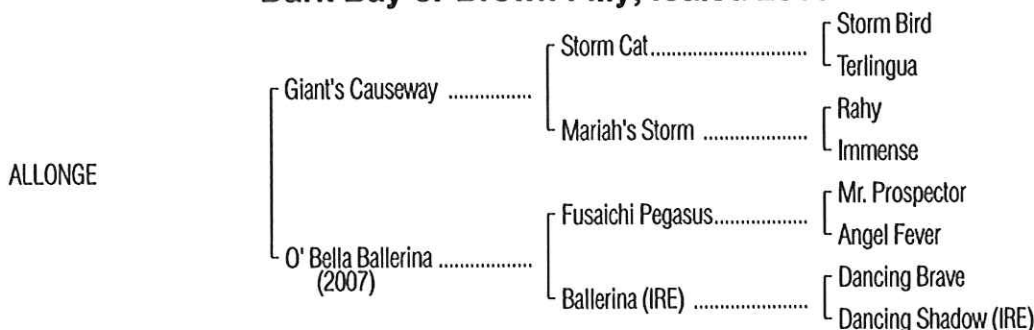 Storm Bird
Storm Cat
Terlingua
Giant's Causeway
Rahy
Mariah's Storm
Immense
ALLONGE
Mr. Prospector
Fusaichi Pegasus
Angel Fever
O' Bella Ballerina
(2007)
Dancing Brave
Ballerina (IRE)
Dancing Shadow (IRE)